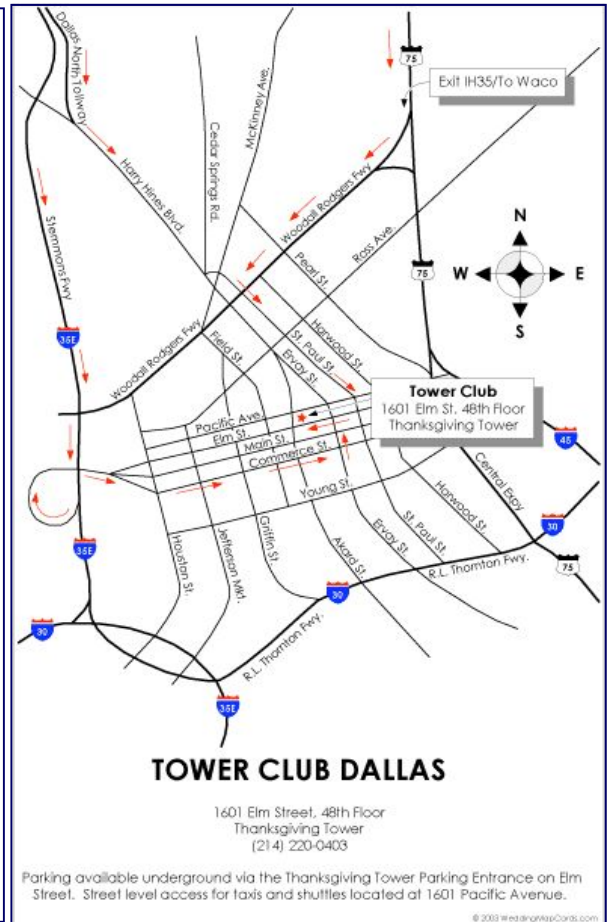 Dallas
North Tollway
75
Exit IH35/To Waco
McKinney Ave.
Cedar Springs Rd.
Harry Hines Blvd.
Woodall Rodgers Fwy
Ross Ave.
Stemmons Fwy
Pearl St.
N
W
E
S
75
35E
Woodall Rodgers Fwy
Field St.
St. Paul St.
Ervay St.
Harwood St.
Tower Club
1601 Elm St. 48th Floor
Thanksgiving Tower
Pacific Ave.
Elm St.
Main St.
Commerce St.
45
Young St.
Central Expy
Harwood St.
St. Paul St.
Ervay St.
Akard St.
Griffin St.
Jefferson Mkt.
Houston St.
30
35E
R.L. Thornton Fwy.
75
30
30
R.L. Thornton Fwy.
35E
TOWER CLUB DALLAS
1601 Elm Street, 48th Floor
Thanksgiving Tower
(214) 220-0403
Parking available underground via the Thanksgiving Tower Parking Entrance on Elm
Street. Street level access for taxis and shuttles located at 1601 Pacific Avenue.
© 2003 WeddingMapCards.com